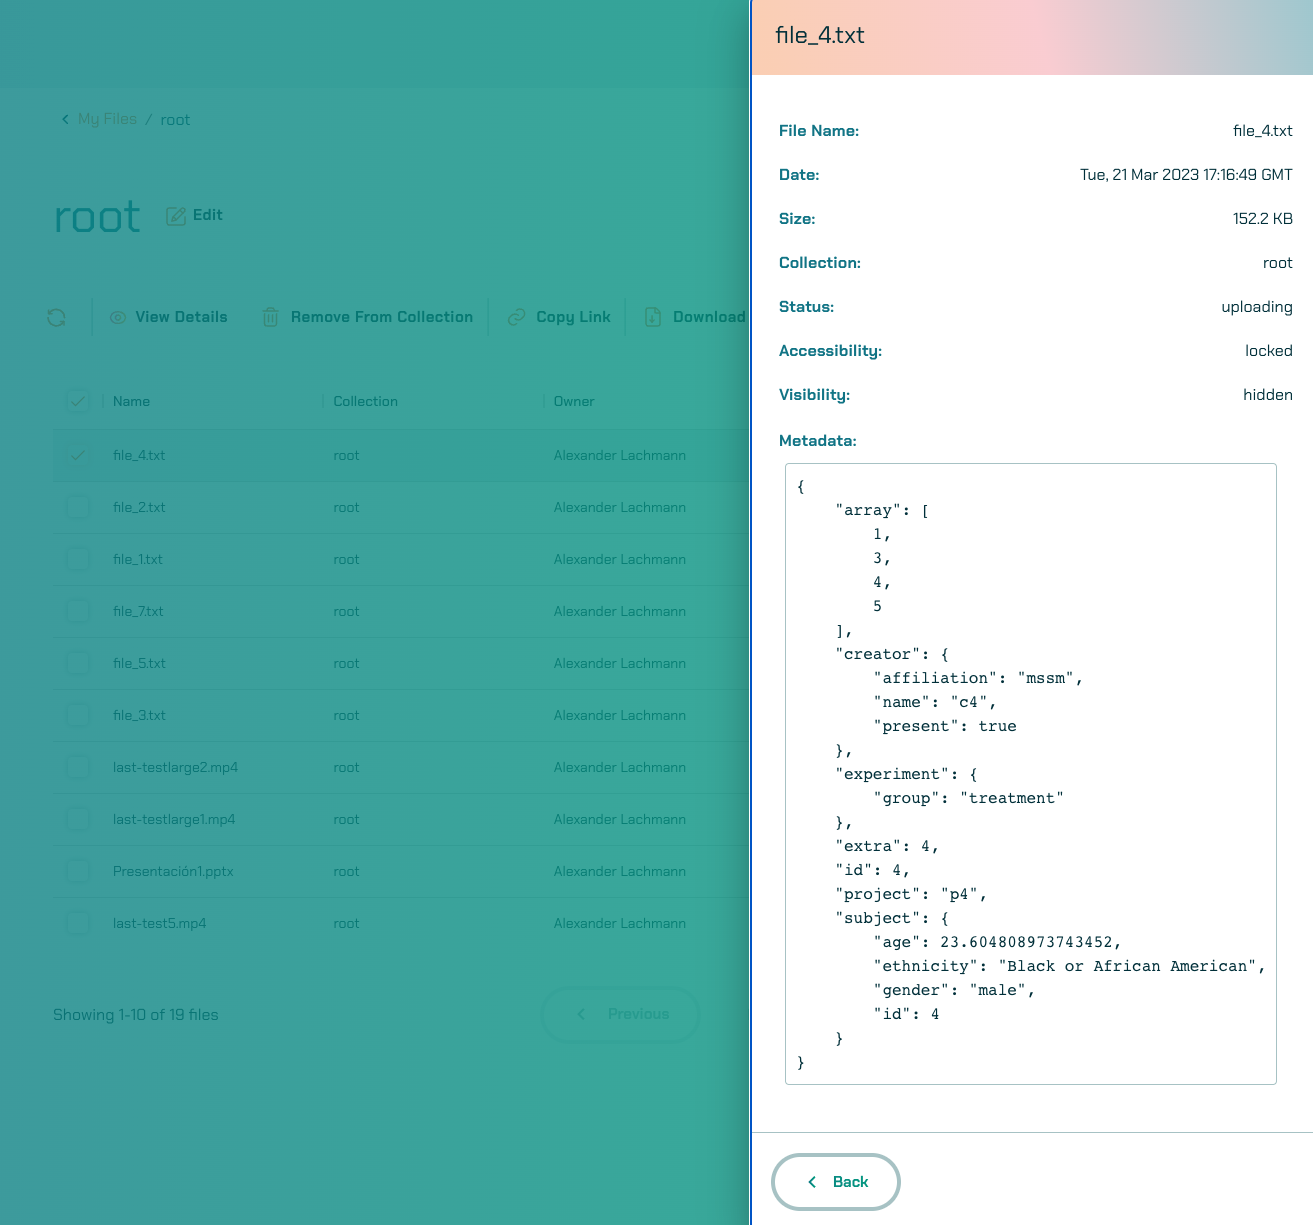 My Files / root
root
Edit
View Details
Remove From Collection
Copy Link
Download
Name
Collection
Owner
file_4.txt
root
Alexander Lachmann
file_2.txt
root
Alexander Lachmann
file_1.txt
root
Alexander Lachmann
file_7.txt
root
Alexander Lachmann
file_5.txt
root
Alexander Lachmann
file_3.txt
root
Alexander Lachmann
last-testlarge2.mp4
root
Alexander Lachmann
last-testlarge1.mp4
root
Alexander Lachmann
Presentación1.pptx
root
Alexander Lachmann
last-test5.mp4
root
Alexander Lachmann
Showing 1-10 of 19 files
Previous
file_4.txt
File Name:
file_4.txt
Date:
Tue, 21 Mar 2023 17:16:49 GMT
Size:
152.2 KB
Collection:
root
Status:
uploading
Accessibility:
locked
Visibility:
hidden
Metadata:
{
    "array": [
        1,
        3,
        4,
        5
    ],
    "creator": {
        "affiliation": "mssm",
        "name": "c4",
        "present": true
    },
    "experiment": {
        "group": "treatment"
    },
    "extra": 4,
    "id": 4,
    "project": "p4",
    "subject": {
        "age": 23.604808973743452,
        "ethnicity": "Black or African American",
        "gender": "male",
        "id": 4
    }
}
Back